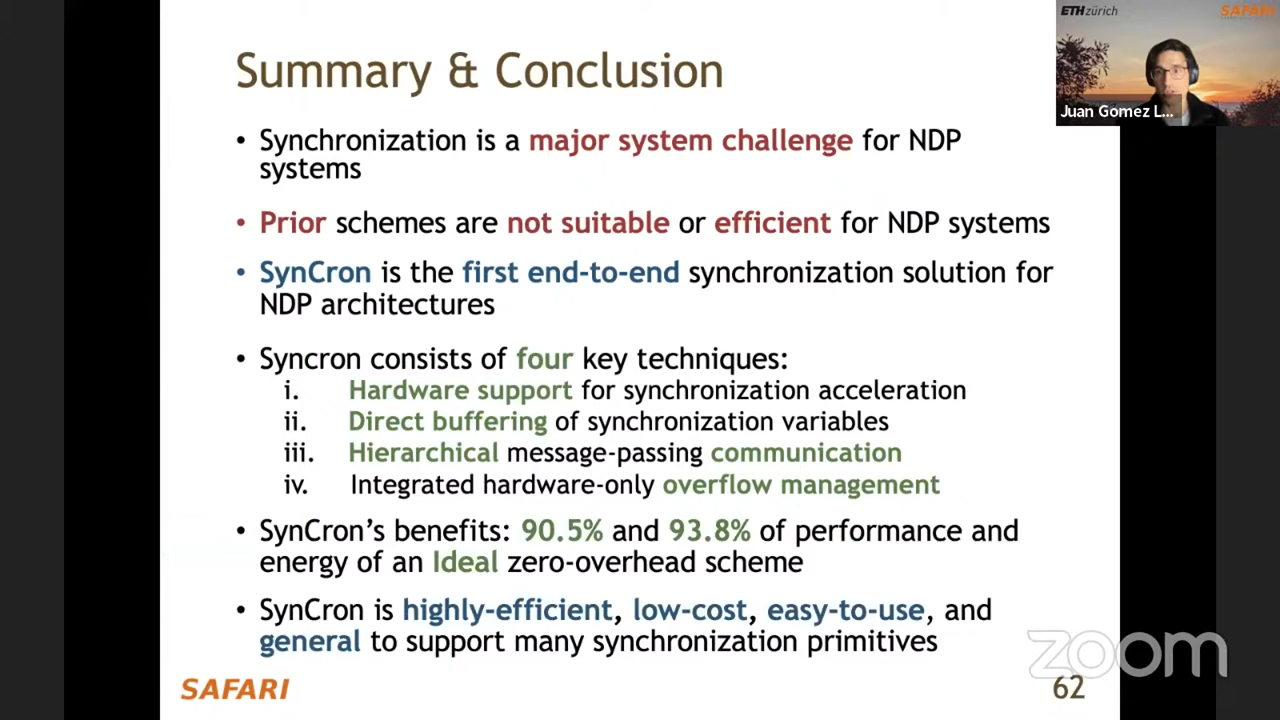 Summary & Conclusion
ETH zürich
SAFARI
Juan Gomez L...
• Synchronization is a major system challenge for NDP
systems
• Prior schemes are not suitable or efficient for NDP systems
• SynCron is the first end-to-end synchronization solution for
NDP architectures
• Syncron consists of four key techniques:
i. Hardware support for synchronization acceleration
ii. Direct buffering of synchronization variables
iii. Hierarchical message-passing communication
iv. Integrated hardware-only overflow management
• SynCron’s benefits: 90.5% and 93.8% of performance and
energy of an Ideal zero-overhead scheme
• SynCron is highly-efficient, low-cost, easy-to-use, and
general to support many synchronization primitives
zoom
SAFARI
62